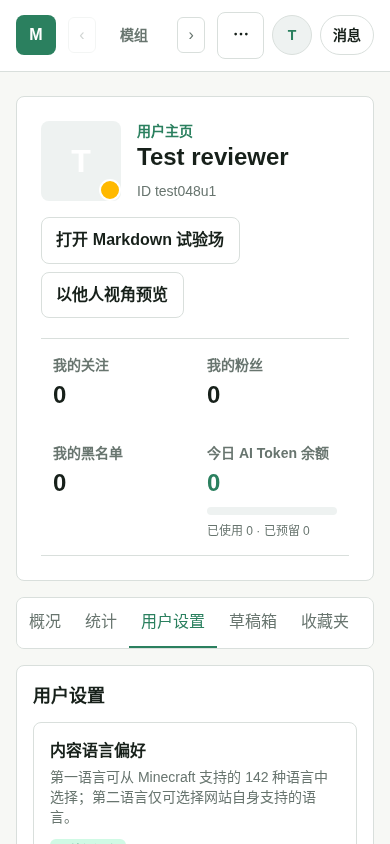 M ‹ 模组 › ··· T 消息
T
用户主页
Test reviewer
ID test048u1
打开 Markdown 试验场
以他人视角预览
我的关注 我的粉丝
0 0
我的黑名单 今日 AI Token 余额
0 0
已使用 0 · 已预留 0
概况 统计 用户设置 草稿箱 收藏夹
用户设置
内容语言偏好
第一语言可从 Minecraft 支持的 142 种语言中
选择；第二语言仅可选择网站自身支持的语
言。